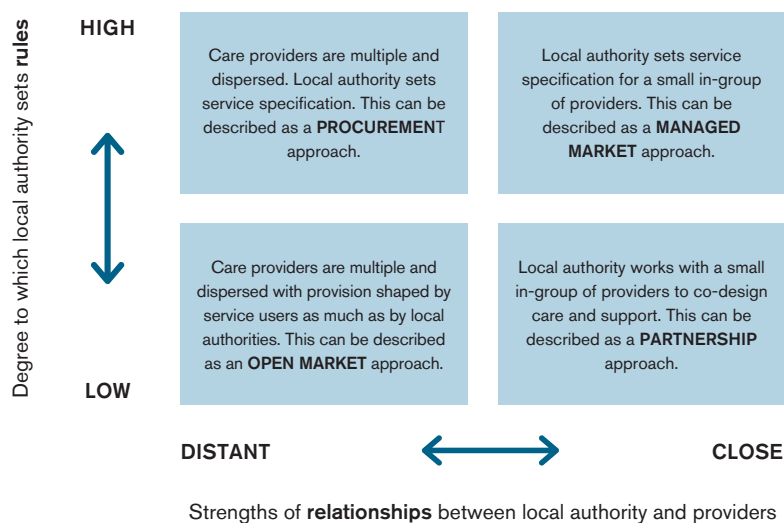 HIGH
Care providers are multiple and
dispersed. Local authority sets
service specification. This can be
described as a PROCUREMENT
approach.
Local authority sets service
specification for a small in-group
of providers. This can be
described as a MANAGED
MARKET approach.
Degree to which local authority sets rules
Care providers are multiple and
dispersed with provision shaped by
service users as much as by local
authorities. This can be described
as an OPEN MARKET approach.
Local authority works with a small
in-group of providers to co-design
care and support. This can be
described as a PARTNERSHIP
approach.
LOW
DISTANT
CLOSE
Strengths of relationships between local authority and providers